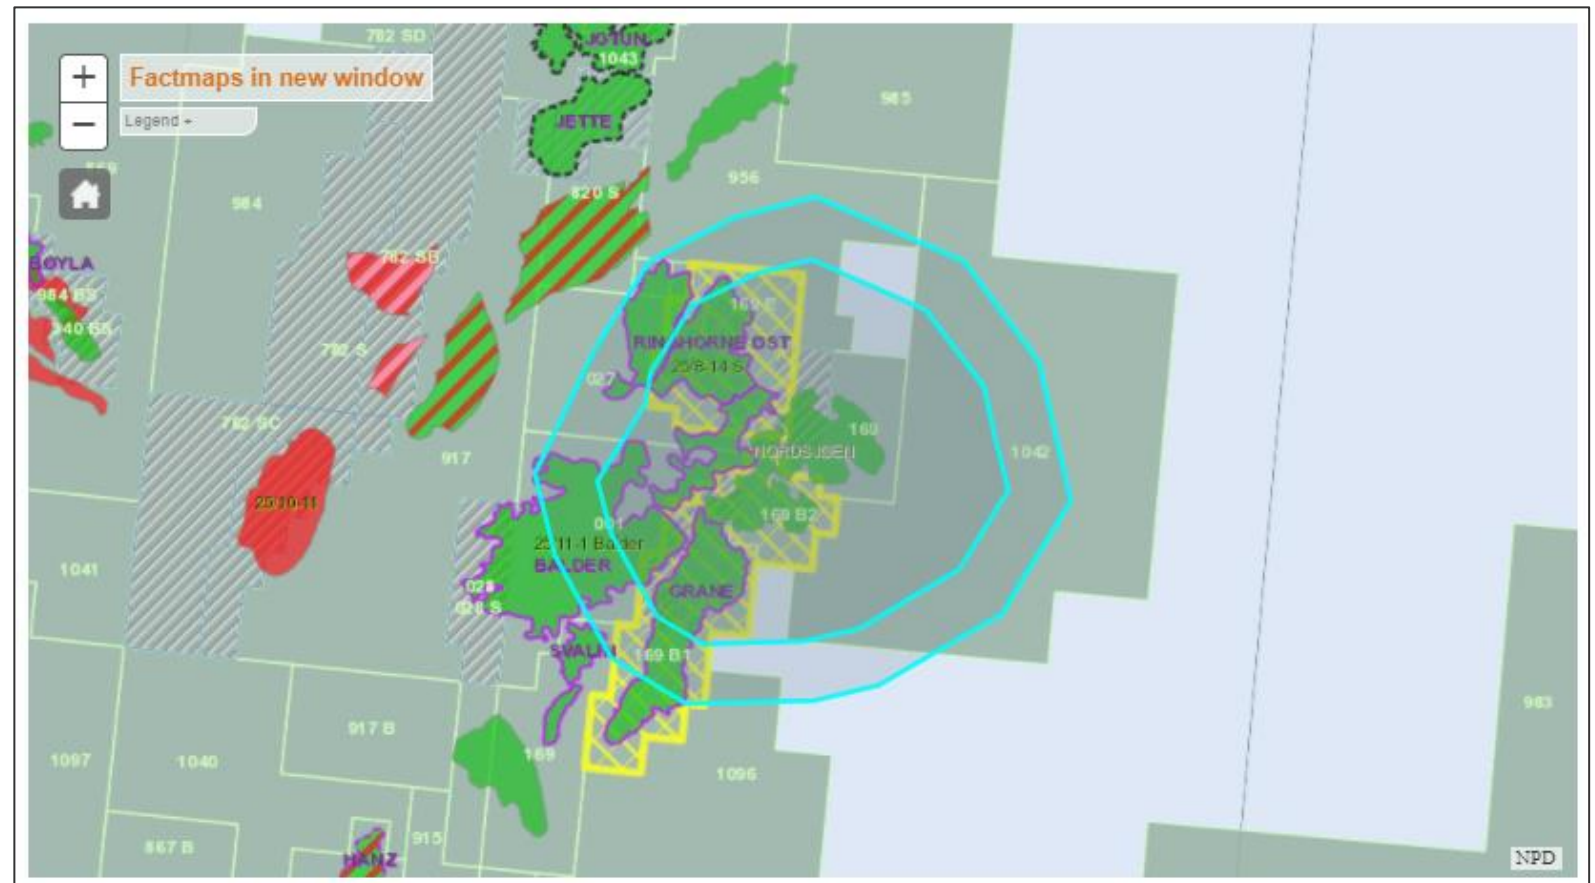 782 SD
JOTUN
1043
+
Factmaps in new window
985
−
Legend -
JETTE
956
820 S
984
BØYLA
782 SB
984 BS
169 E
340 BS
RINGHORNE ØST
782 S
25/8-14 S
027
782 SC
169
917
NORDSJØEN
1042
25/10-11
001
169 B2
25/11-1 Balder
BALDER
1041
028
GRANE
028 S
SVALIN
169 B1
983
917 B
169
1097
1040
1096
915
867 B
HANZ
NPD